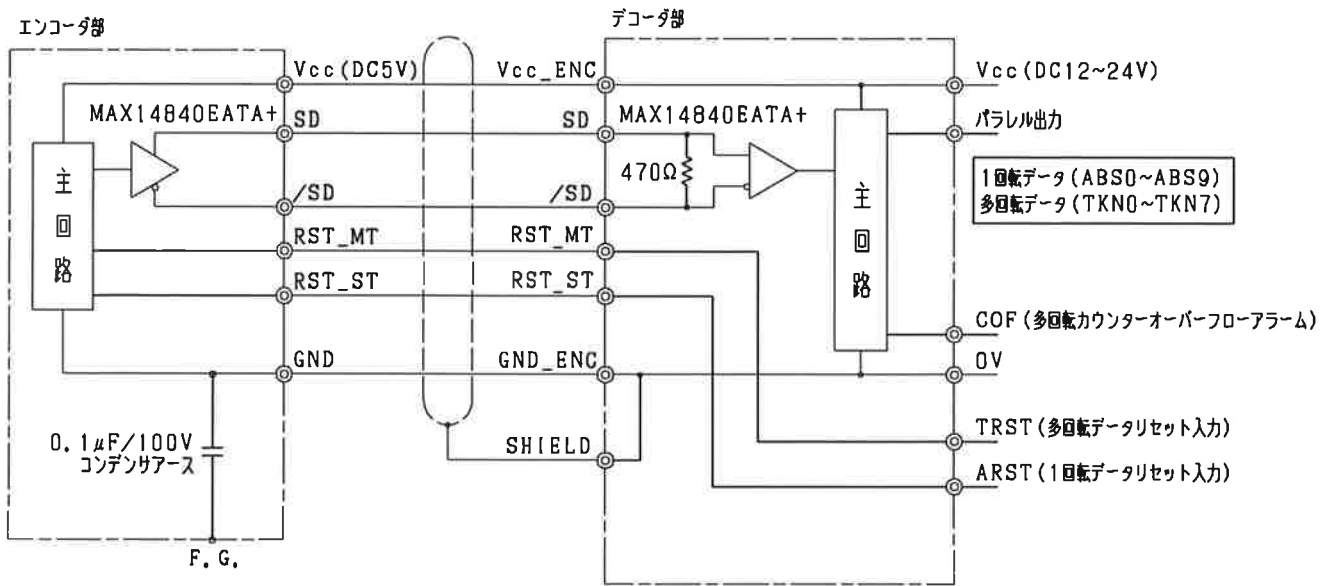 エンコーダ部
デコーダ部
Vcc(DC5V)
Vcc_ENC
Vcc(DC12~24V)
MAX14840EATA+
SD
SD
MAX14840EATA+
パラレル出力
470Ω
主回路
主回路
1回転データ(ABS0~ABS9)
多回転データ(TKN0~TKN7)
/SD
/SD
RST_MT
RST_MT
RST_ST
RST_ST
COF(多回転カウンターオーバーフローアラーム)
GND
GND_ENC
0V
0.1μF/100V
コンデンサアース
SHIELD
TRST(多回転データリセット入力)
ARST(1回転データリセット入力)
F.G.